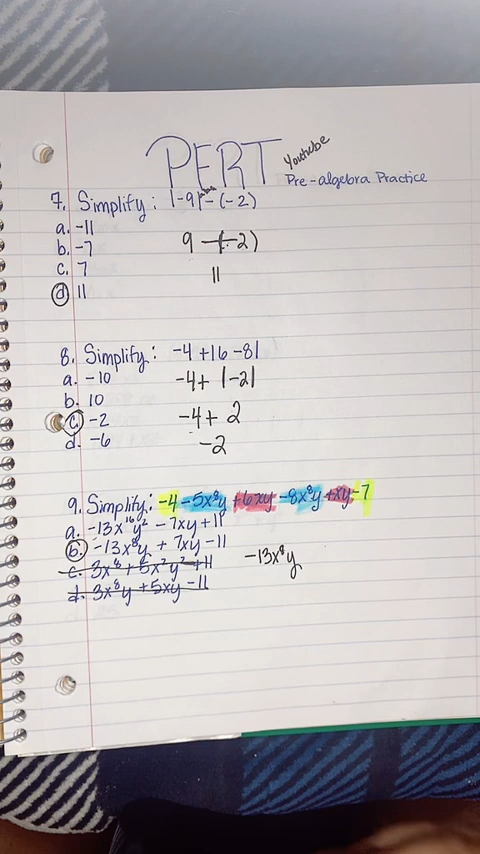 PERT
Youtube
Pre-algebra Practice
7. Simplify: |-9| - (-2)
a. -11
b. -7
c. 7
d. 11
9 -(-2)
11
8. Simplify: -4 + |6 - 8|
a. -10
b. 10
c. -2
d. -6
-4 + |-2|
-4 + 2
-2
9. Simplify: -4 - 5x⁸y + 6xy - 8x⁸y + xy - 7
a. -13x¹⁶y² - 7xy + 11
b. -13x⁸y + 7xy - 11
c. 3x⁸ + 5x²y² + 11
d. 3x⁸y + 5xy - 11
-13x⁸y